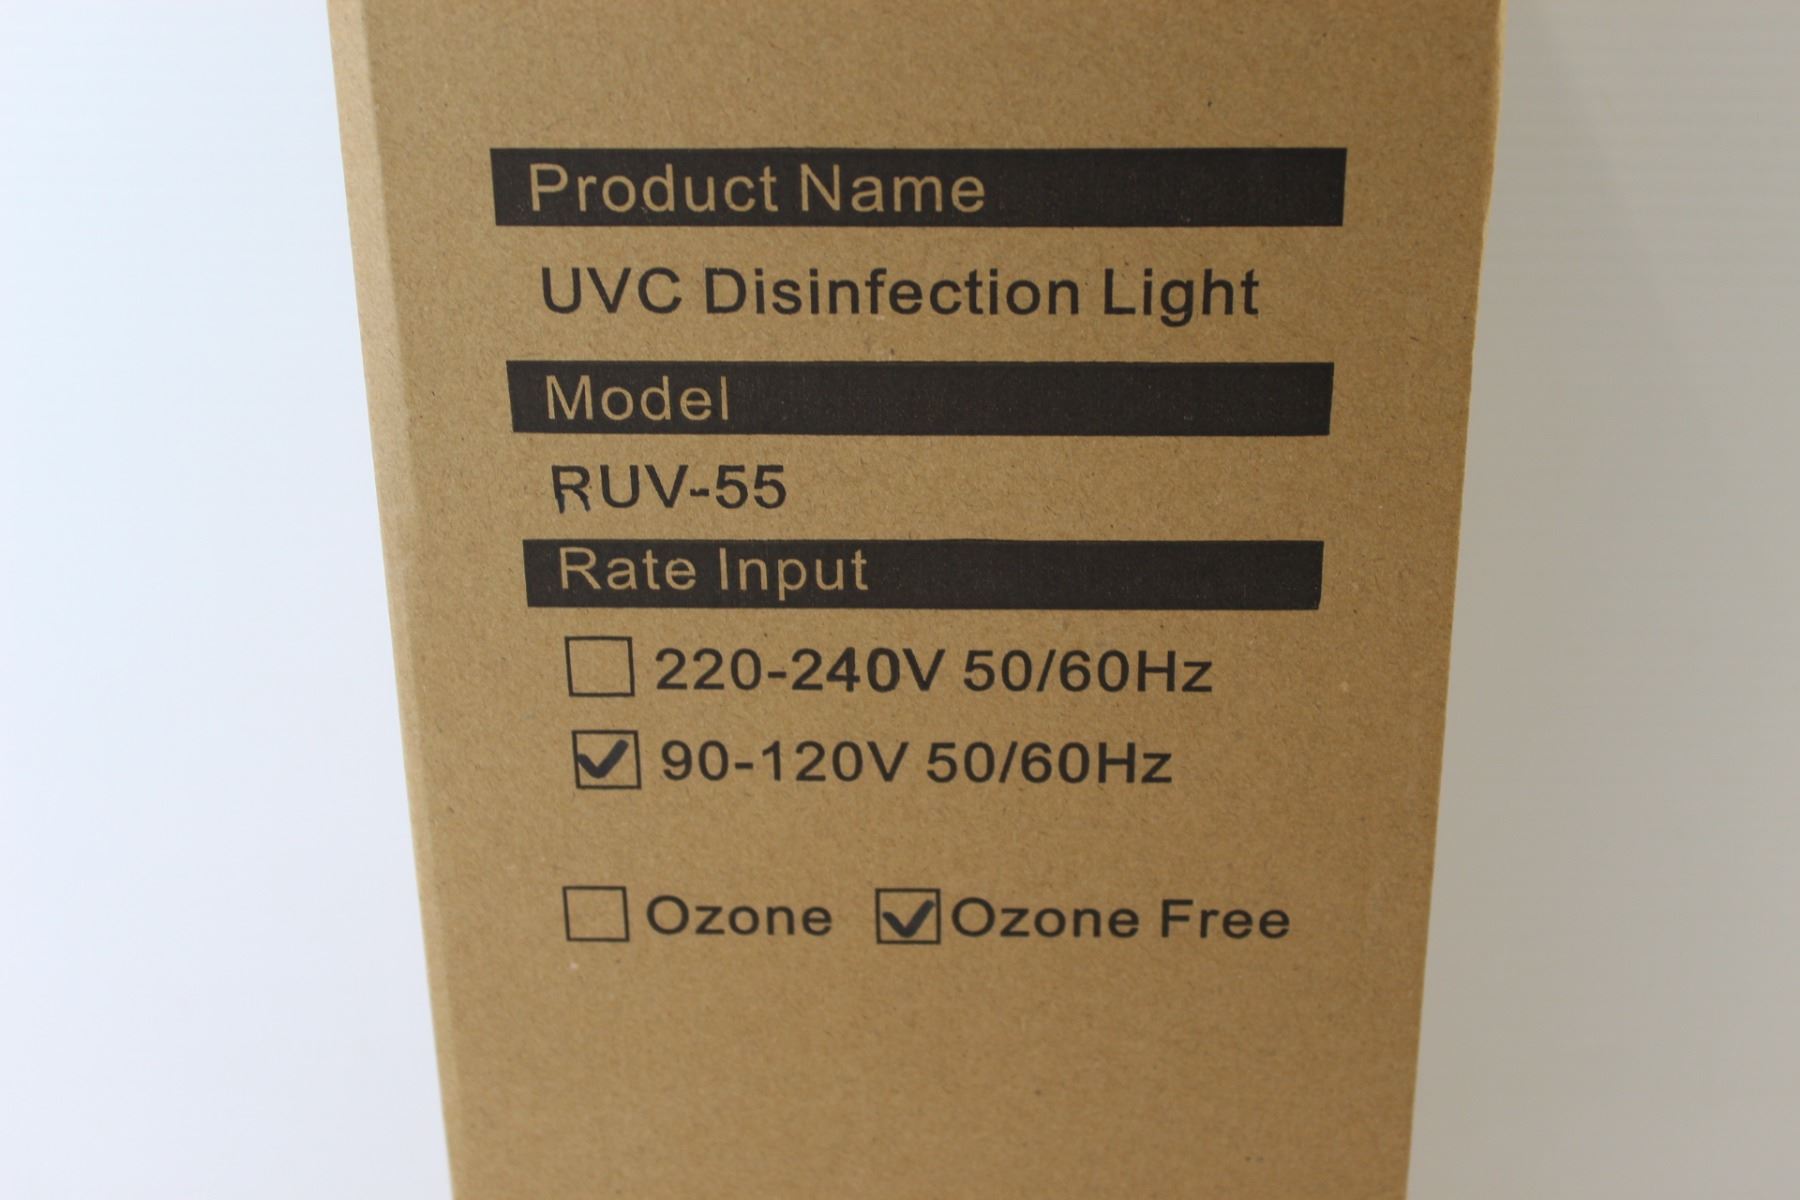 Product Name
UVC Disinfection Light
Model
RUV-55
Rate Input
220-240V 50/60Hz
90-120V 50/60Hz
Ozone Ozone Free